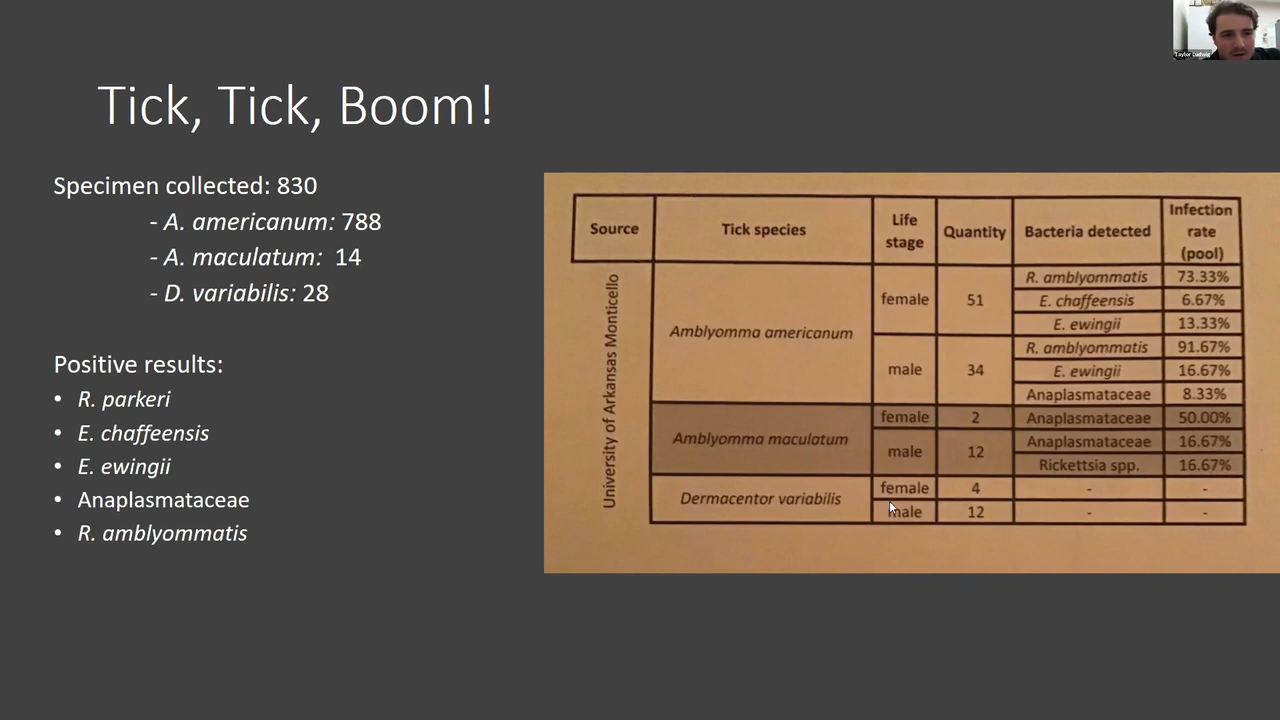 Taylor Ludwig
Tick, Tick, Boom!
Specimen collected: 830
- A. americanum: 788
- A. maculatum: 14
- D. variabilis: 28
Positive results:
• R. parkeri
• E. chaffeensis
• E. ewingii
• Anaplasmataceae
• R. amblyommatis
Source Tick species Life stage Quantity Bacteria detected Infection rate (pool)
University of Arkansas Monticello
Amblyomma americanum female 51 R. amblyommatis 73.33%
E. chaffeensis 6.67%
E. ewingii 13.33%
male 34 R. amblyommatis 91.67%
E. ewingii 16.67%
Anaplasmataceae 8.33%
Amblyomma maculatum female 2 Anaplasmataceae 50.00%
male 12 Anaplasmataceae 16.67%
Rickettsia spp. 16.67%
Dermacentor variabilis female 4 - -
male 12 - -